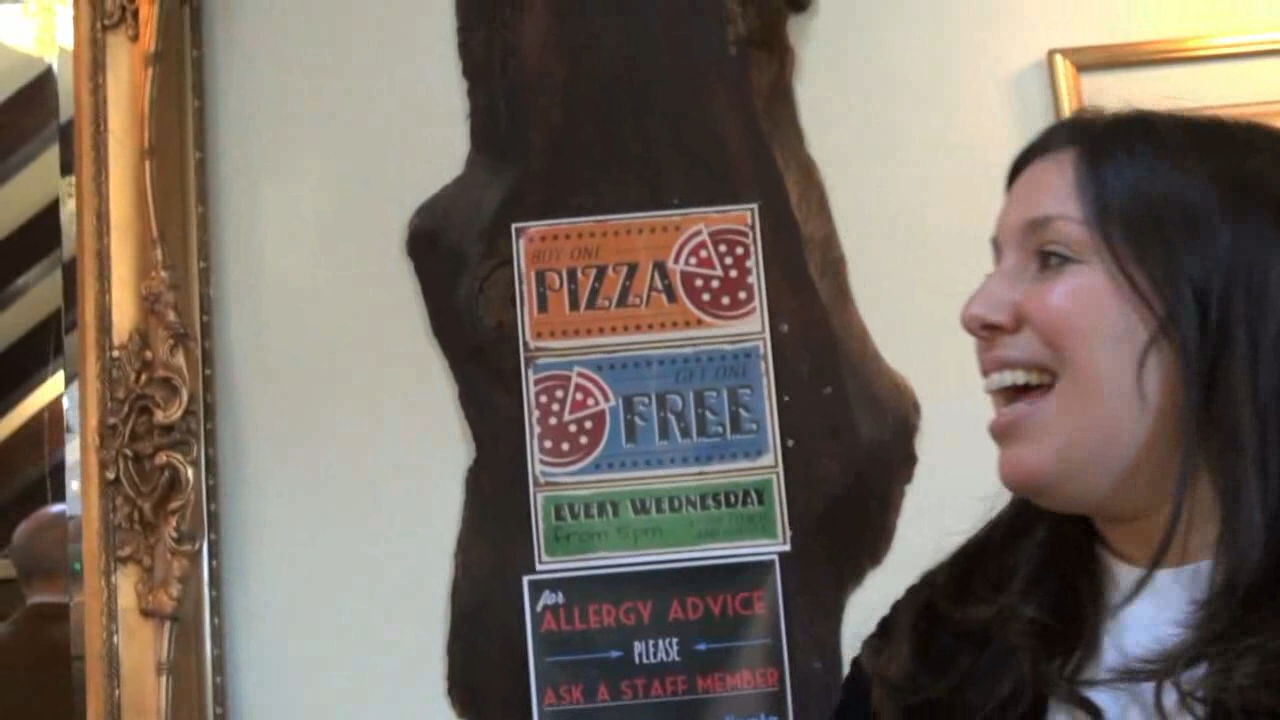 BUY ONE
PIZZA
GET ONE
FREE
EVERY WEDNESDAY
from 5pm
for
ALLERGY ADVICE
PLEASE
ASK A STAFF MEMBER